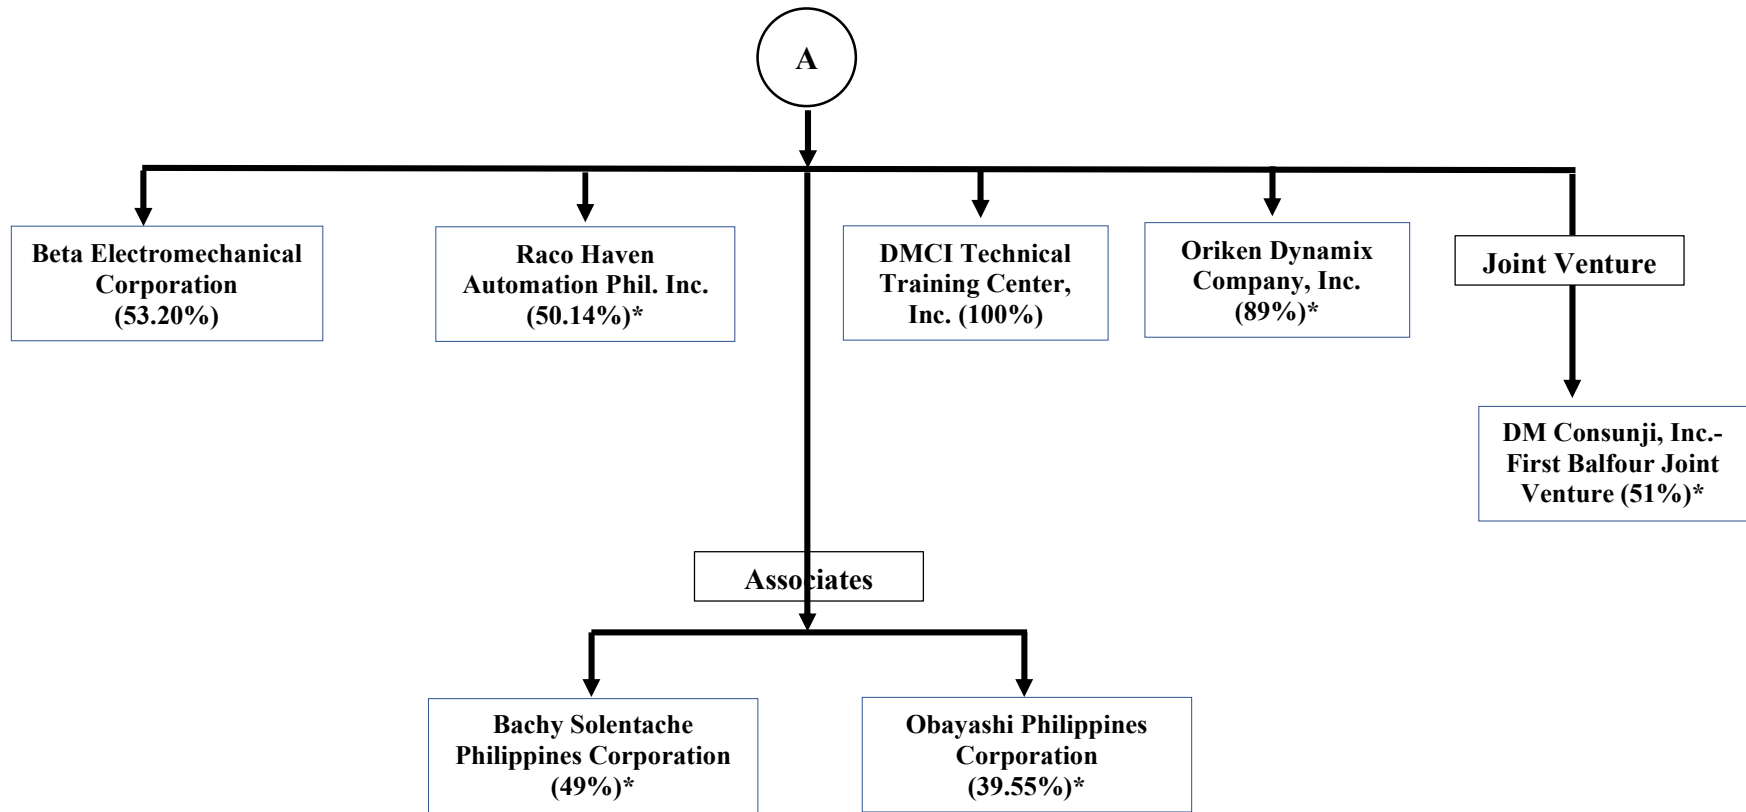 A
Beta Electromechanical
Corporation
(53.20%)
Raco Haven
Automation Phil. Inc.
(50.14%)*
DMCI Technical
Training Center,
Inc. (100%)
Oriken Dynamix
Company, Inc.
(89%)*
Joint Venture
DM Consunji, Inc.-
First Balfour Joint
Venture (51%)*
Associates
Bachy Solentache
Philippines Corporation
(49%)*
Obayashi Philippines
Corporation
(39.55%)*